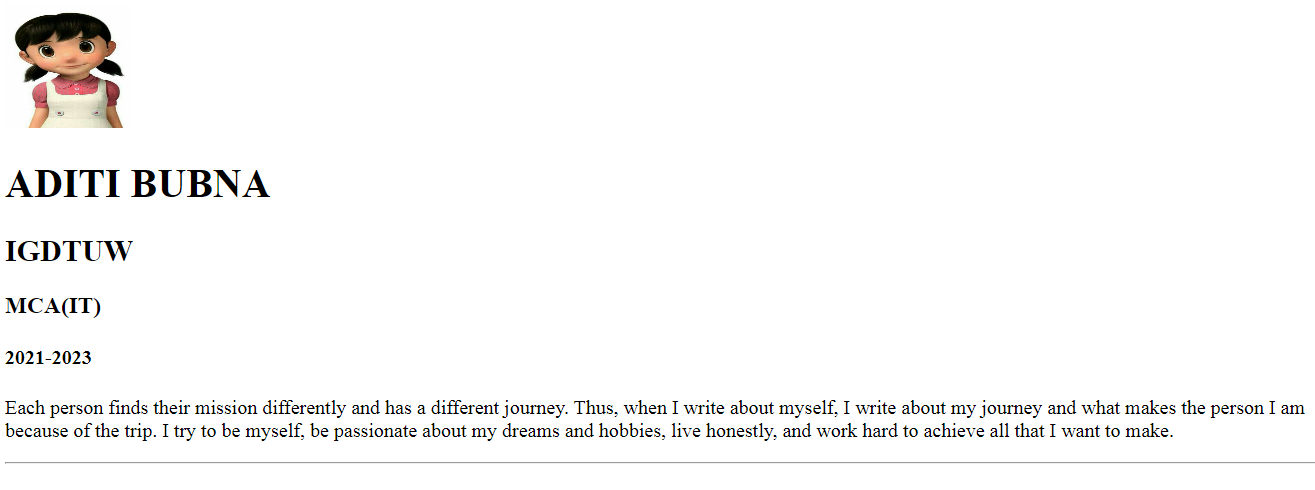 ADITI BUBNA
IGDTUW
MCA(IT)
2021-2023
Each person finds their mission differently and has a different journey. Thus, when I write about myself, I write about my journey and what makes the person I am
because of the trip. I try to be myself, be passionate about my dreams and hobbies, live honestly, and work hard to achieve all that I want to make.